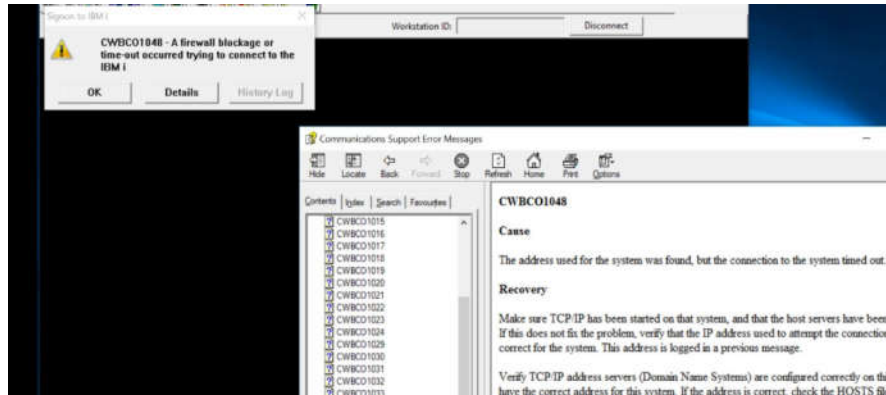 Signon to IBM i
Workstation ID:
Disconnect
CWBCO1048 - A firewall blockage or
time-out occurred trying to connect to the
IBM i
OK
Details
History Log
Communications Support Error Messages
Hide
Locate
Back
Forward
Stop
Refresh
Home
Print
Options
Contents
Index
Search
Favourites
CWBCO1015
CWBCO1016
CWBCO1017
CWBCO1018
CWBCO1019
CWBCO1020
CWBCO1021
CWBCO1022
CWBCO1023
CWBCO1024
CWBCO1029
CWBCO1030
CWBCO1031
CWBCO1032
CWBCO1033
CWBCO1048
Cause
The address used for the system was found, but the connection to the system timed out.
Recovery
Make sure TCP/IP has been started on that system, and that the host servers have been
If this does not fix the problem, verify that the IP address used to attempt the connection
correct for the system. This address is logged in a previous message.
Verify TCP/IP address servers (Domain Name Systems) are configured correctly on
have the correct address for this system. If the address is correct, check the HOSTS